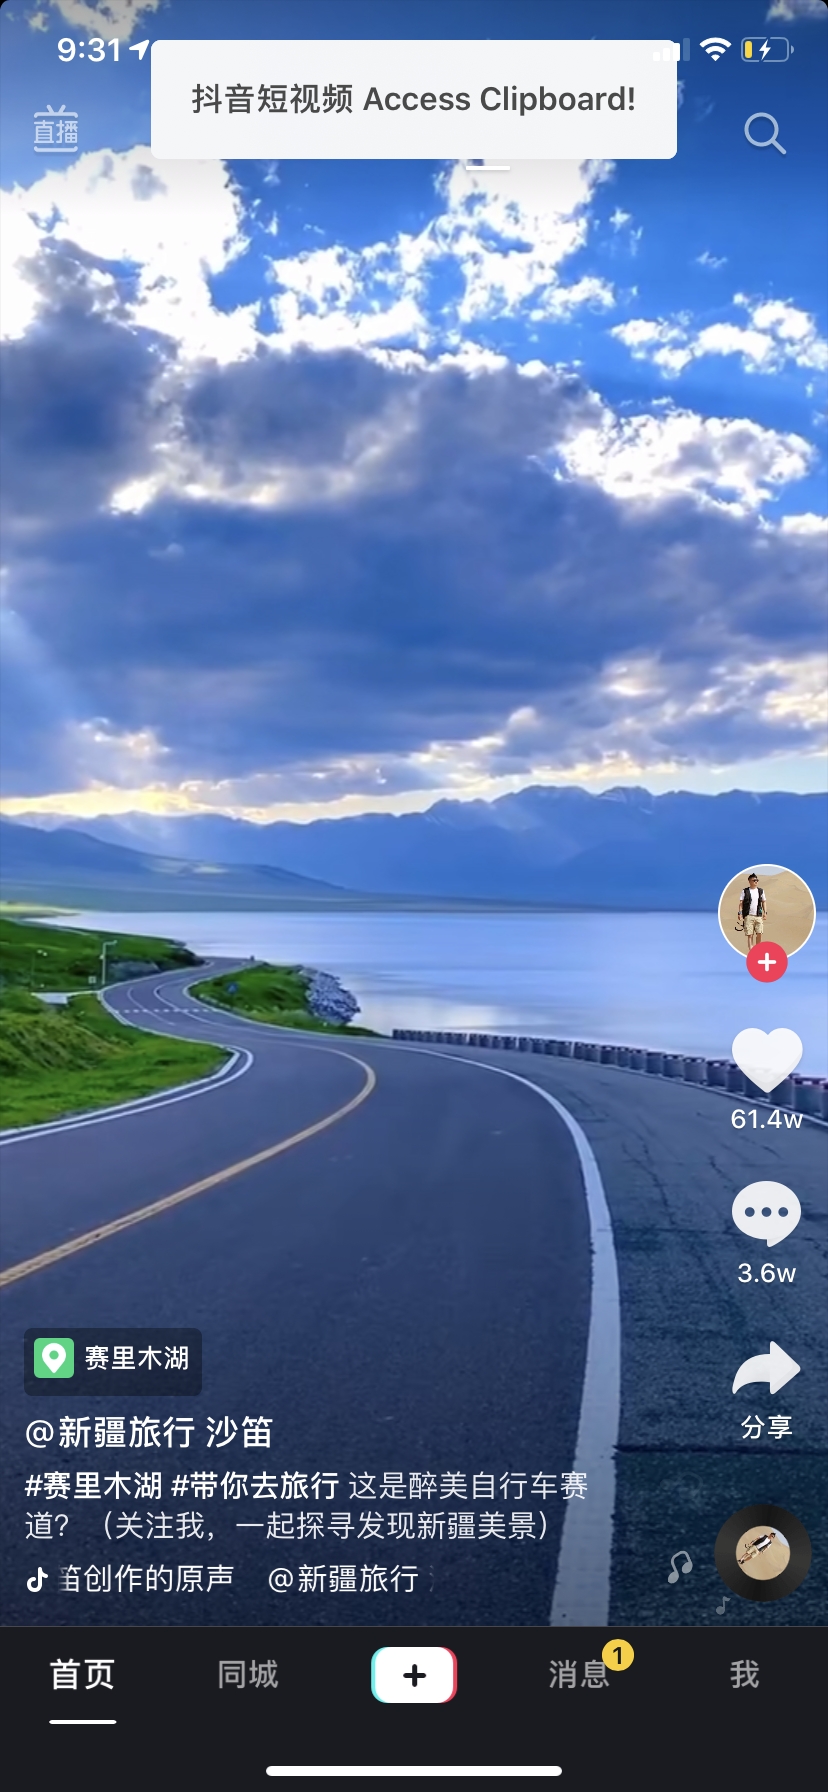 9:31
抖音短视频 Access Clipboard!
直播
61.4w
3.6w
赛里木湖
分享
@新疆旅行 沙笛
#赛里木湖 #带你去旅行 这是醉美自行车赛
道？（关注我，一起探寻发现新疆美景）
笛创作的原声 @新疆旅行
首页
同城
消息
1
我